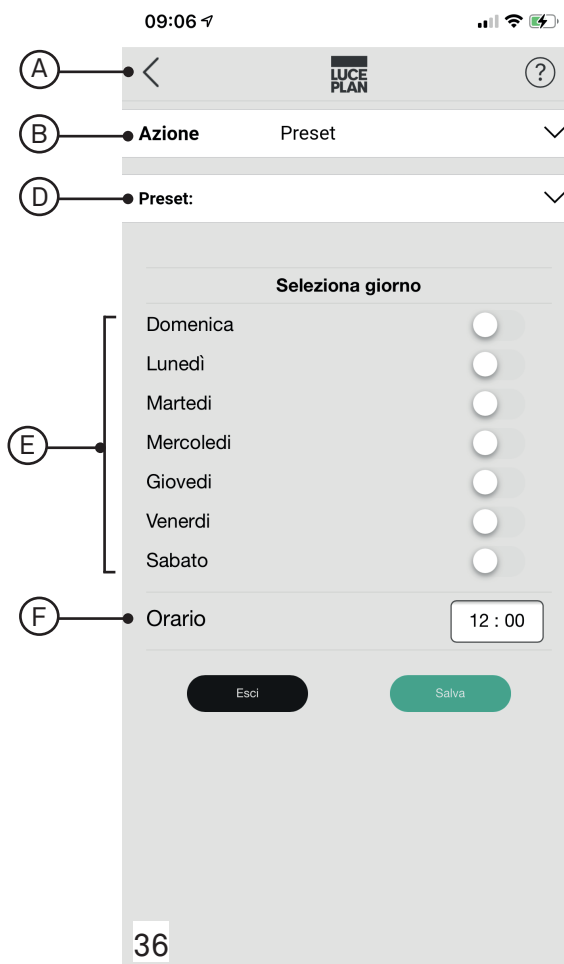 09:06
A
LUCE
PLAN
?
B
Azione Preset
D
Preset:
Seleziona giorno
Domenica
Lunedì
Martedi
E
Mercoledi
Giovedi
Venerdi
Sabato
F
Orario 12 : 00
Esci Salva
36